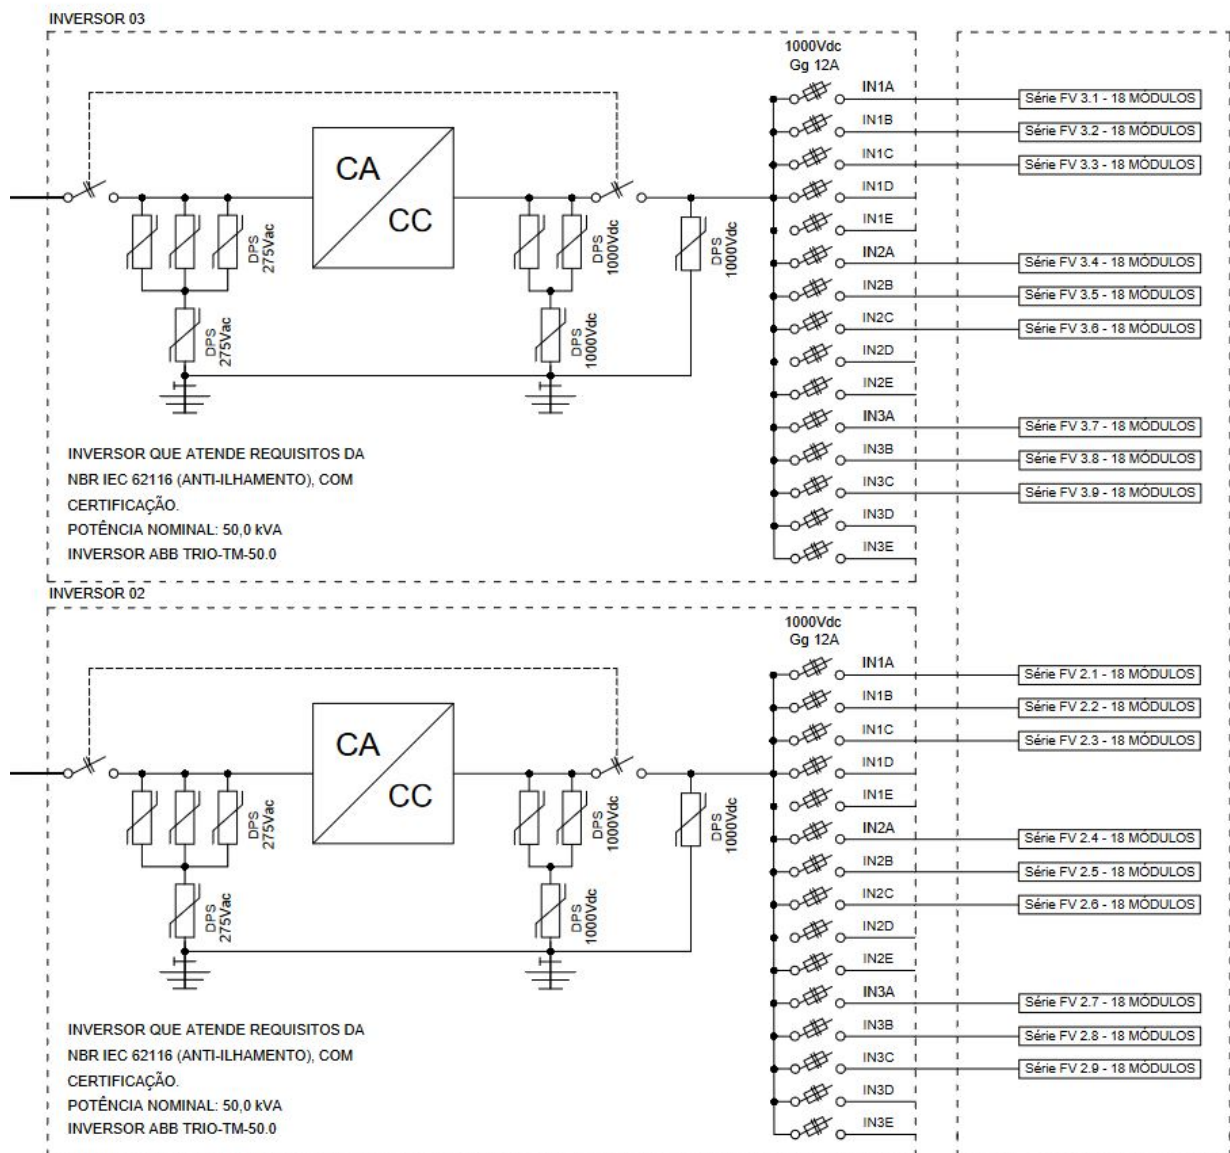 INVERSOR 03
1000Vdc
Gg 12A
IN1A
Série FV 3.1 - 18 MÓDULOS
IN1B
Série FV 3.2 - 18 MÓDULOS
IN1C
Série FV 3.3 - 18 MÓDULOS
IN1D
IN1E
IN2A
Série FV 3.4 - 18 MÓDULOS
IN2B
Série FV 3.5 - 18 MÓDULOS
IN2C
Série FV 3.6 - 18 MÓDULOS
IN2D
IN2E
IN3A
Série FV 3.7 - 18 MÓDULOS
IN3B
Série FV 3.8 - 18 MÓDULOS
IN3C
Série FV 3.9 - 18 MÓDULOS
IN3D
IN3E
CA
CC
DPS
275Vac
DPS
1000Vdc
DPS
1000Vdc
DPS
275Vac
DPS
1000Vdc
INVERSOR QUE ATENDE REQUISITOS DA
NBR IEC 62116 (ANTI-ILHAMENTO), COM
CERTIFICAÇÃO.
POTÊNCIA NOMINAL: 50,0 kVA
INVERSOR ABB TRIO-TM-50.0
INVERSOR 02
1000Vdc
Gg 12A
IN1A
Série FV 2.1 - 18 MÓDULOS
IN1B
Série FV 2.2 - 18 MÓDULOS
IN1C
Série FV 2.3 - 18 MÓDULOS
IN1D
IN1E
IN2A
Série FV 2.4 - 18 MÓDULOS
IN2B
Série FV 2.5 - 18 MÓDULOS
IN2C
Série FV 2.6 - 18 MÓDULOS
IN2D
IN2E
IN3A
Série FV 2.7 - 18 MÓDULOS
IN3B
Série FV 2.8 - 18 MÓDULOS
IN3C
Série FV 2.9 - 18 MÓDULOS
IN3D
IN3E
CA
CC
DPS
275Vac
DPS
1000Vdc
DPS
1000Vdc
DPS
275Vac
DPS
1000Vdc
INVERSOR QUE ATENDE REQUISITOS DA
NBR IEC 62116 (ANTI-ILHAMENTO), COM
CERTIFICAÇÃO.
POTÊNCIA NOMINAL: 50,0 kVA
INVERSOR ABB TRIO-TM-50.0